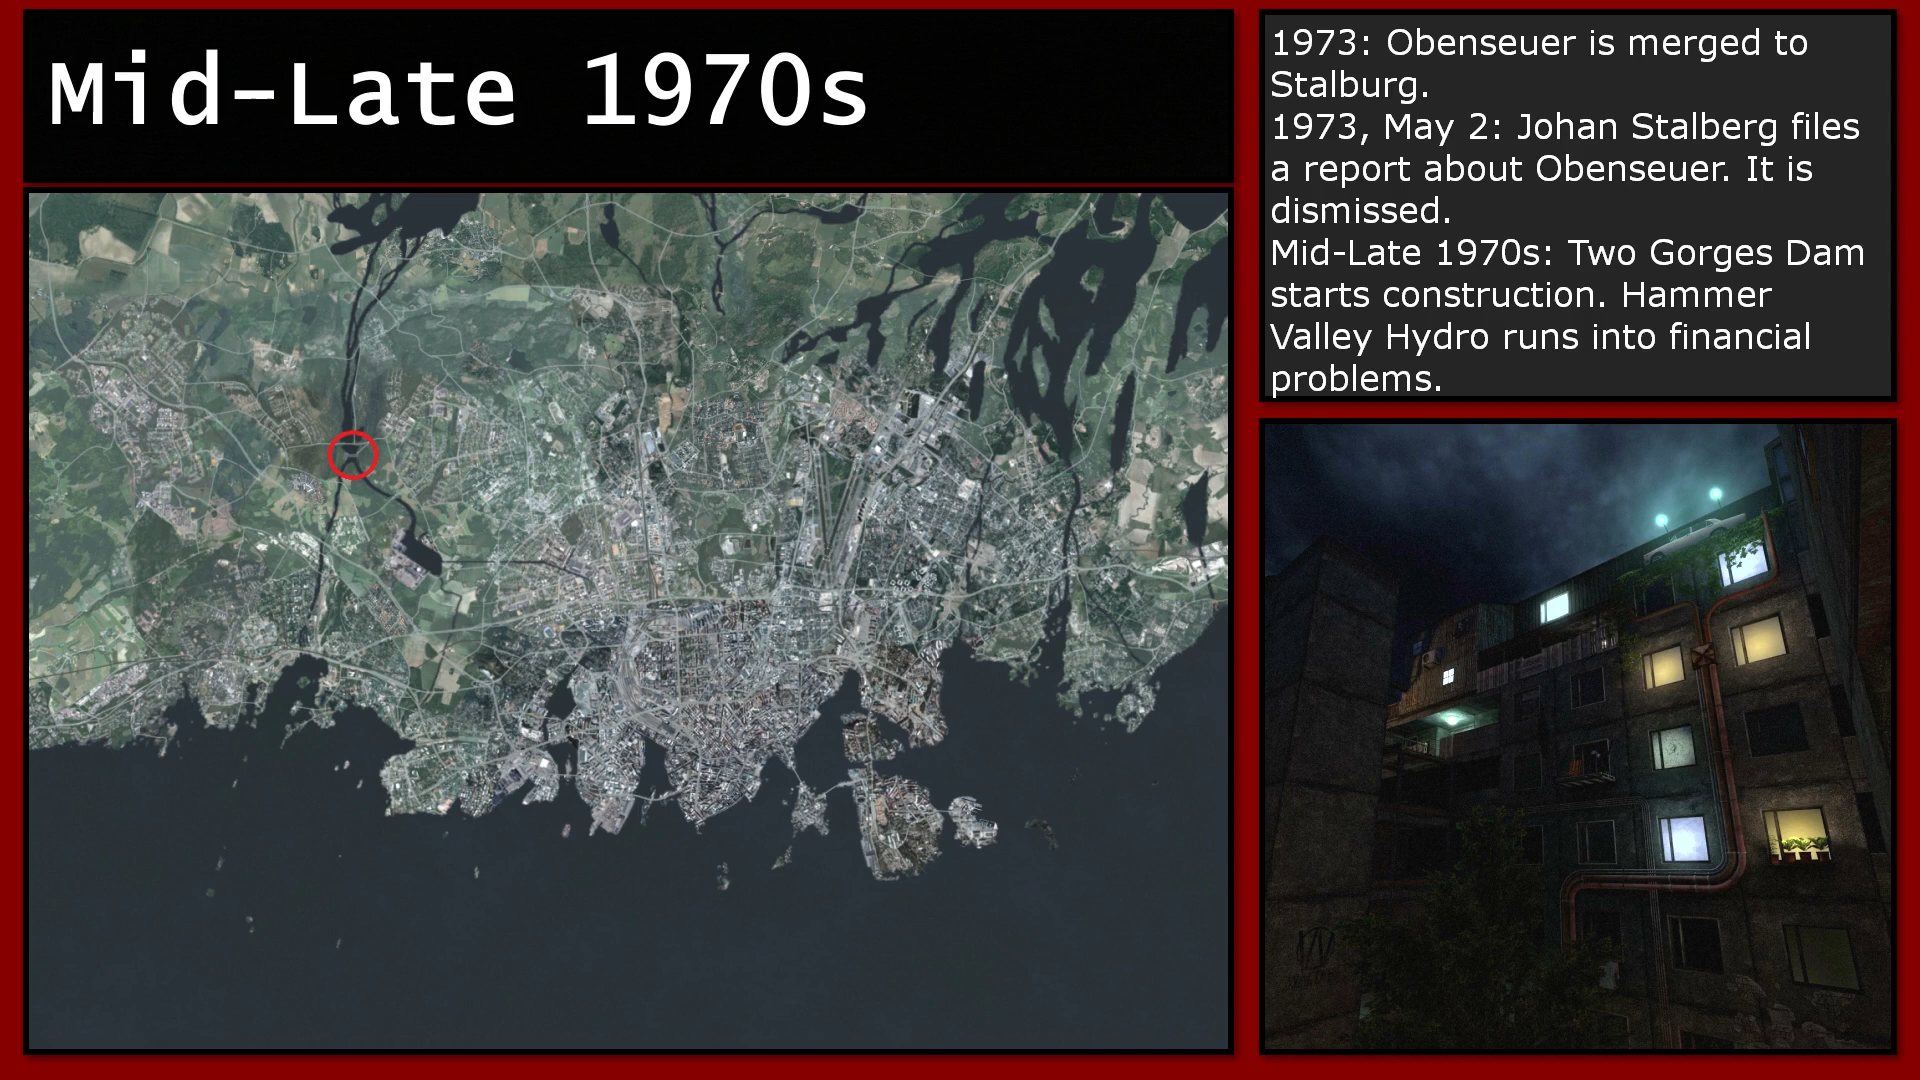 Mid-Late 1970s
1973: Obenseuer is merged to
Stalburg.
1973, May 2: Johan Stalberg files
a report about Obenseuer. It is
dismissed.
Mid-Late 1970s: Two Gorges Dam
starts construction. Hammer
Valley Hydro runs into financial
problems.